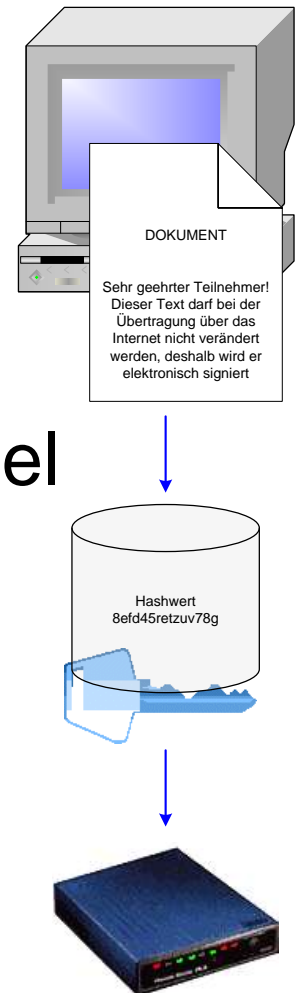 DOKUMENT
Sehr geehrter Teilnehmer!
Dieser Text darf bei der
Übertragung über das
Internet nicht verändert
werden, deshalb wird er
elektronisch signiert
el
Hashwert
8efd45retzuv78g